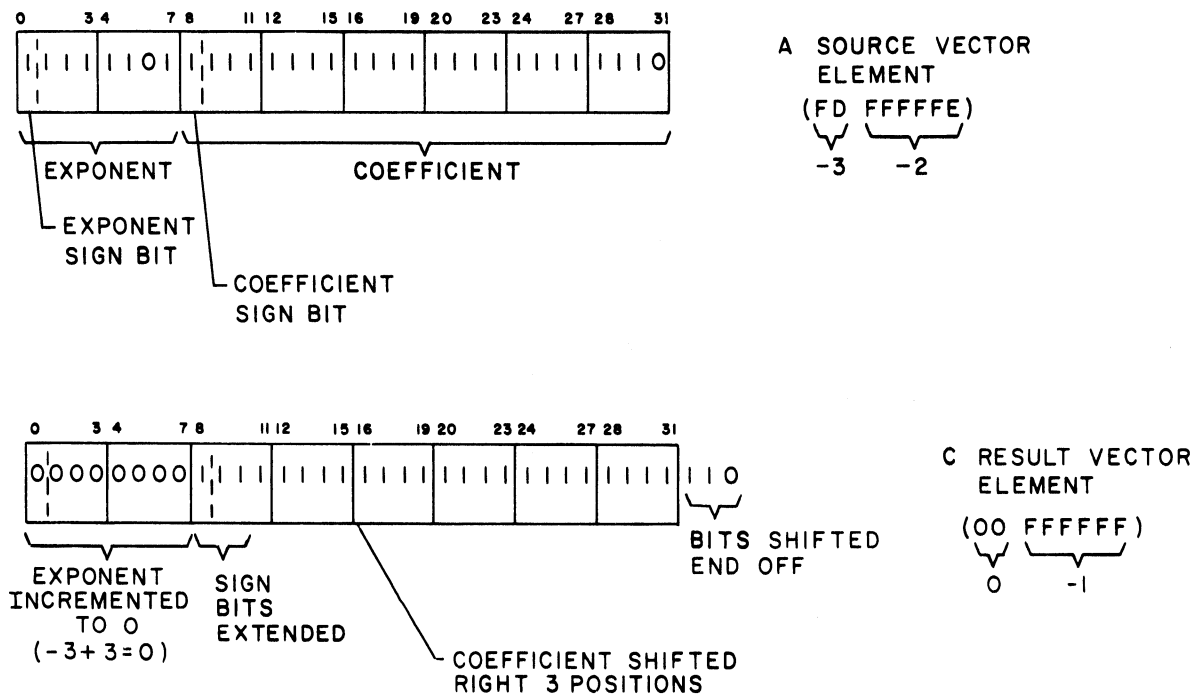 0 3 4 7 8 11 12 15 16 19 20 23 24 27 28 31
1 1 1 1 1 1 0 1 1 1 1 1 1 1 1 1 1 1 1 1 1 1 1 1 1 1 1 1 1 1 1 0
A SOURCE VECTOR
ELEMENT
(FD FFFFFE)
-3 -2
EXPONENT COEFFICIENT
EXPONENT
SIGN BIT
COEFFICIENT
SIGN BIT
0 3 4 7 8 11 12 15 16 19 20 23 24 27 28 31
0 0 0 0 0 0 0 0 1 1 1 1 1 1 1 1 1 1 1 1 1 1 1 1 1 1 1 1 1 1 1 1 1 1 0
C RESULT VECTOR
ELEMENT
(00 FFFFFF)
0 -1
BITS SHIFTED
END OFF
EXPONENT
INCREMENTED
TO 0
(-3+3=0)
SIGN
BITS
EXTENDED
COEFFICIENT SHIFTED
RIGHT 3 POSITIONS